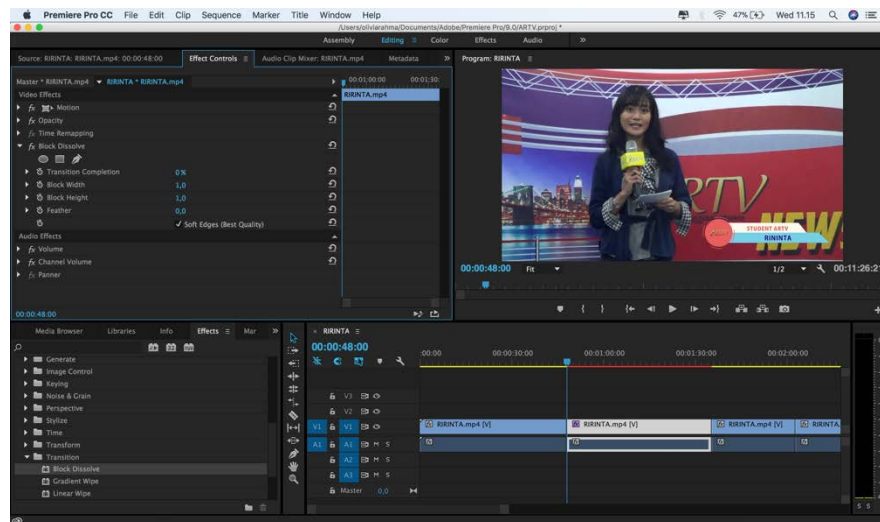 Premiere Pro CC File Edit Clip Sequence Marker Title Window Help
47% Wed 11.15
/Users/oliviarahma/Documents/Adobe/Premiere Pro/9.0/ARTV.prproj *
Assembly Editing Color Effects Audio
Source: RIRINTA: RIRINTA.mp4: 00:00:48:00 Effect Controls Audio Clip Mixer: RIRINTA Metadata
Program: RIRINTA
Master * RIRINTA.mp4 RIRINTA * RIRINTA.mp4
00:01:00:00 00:01:30:
Video Effects
RIRINTA.mp4
fx Motion
fx Opacity
fx Time Remapping
fx Block Dissolve
Transition Completion 0 %
Block Width 1,0
Block Height 1,0
Feather 0,0
Soft Edges (Best Quality)
Audio Effects
fx Volume
fx Channel Volume
fx Panner
00:00:48:00
RTV
NEWS
STUDENT ARTV
RININTA
00:00:48:00 Fit 1/2 00:11:26:2
Media Browser Libraries Info Effects Mar
Generate
Image Control
Keying
Noise & Grain
Perspective
Stylize
Time
Transform
Transition
Block Dissolve
Gradient Wipe
Linear Wipe
RIRINTA
00:00:48:00
:00:00 00:00:30:00 00:01:00:00 00:01:30:00 00:02:00:00
V3
V2
V1 V1
RIRINTA.mp4 [V] RIRINTA.mp4 [V] RIRINTA.mp4 [V] RIRINTA.
A1 A1 M S
A2 M S
A3 M S
Master 0,0
S S